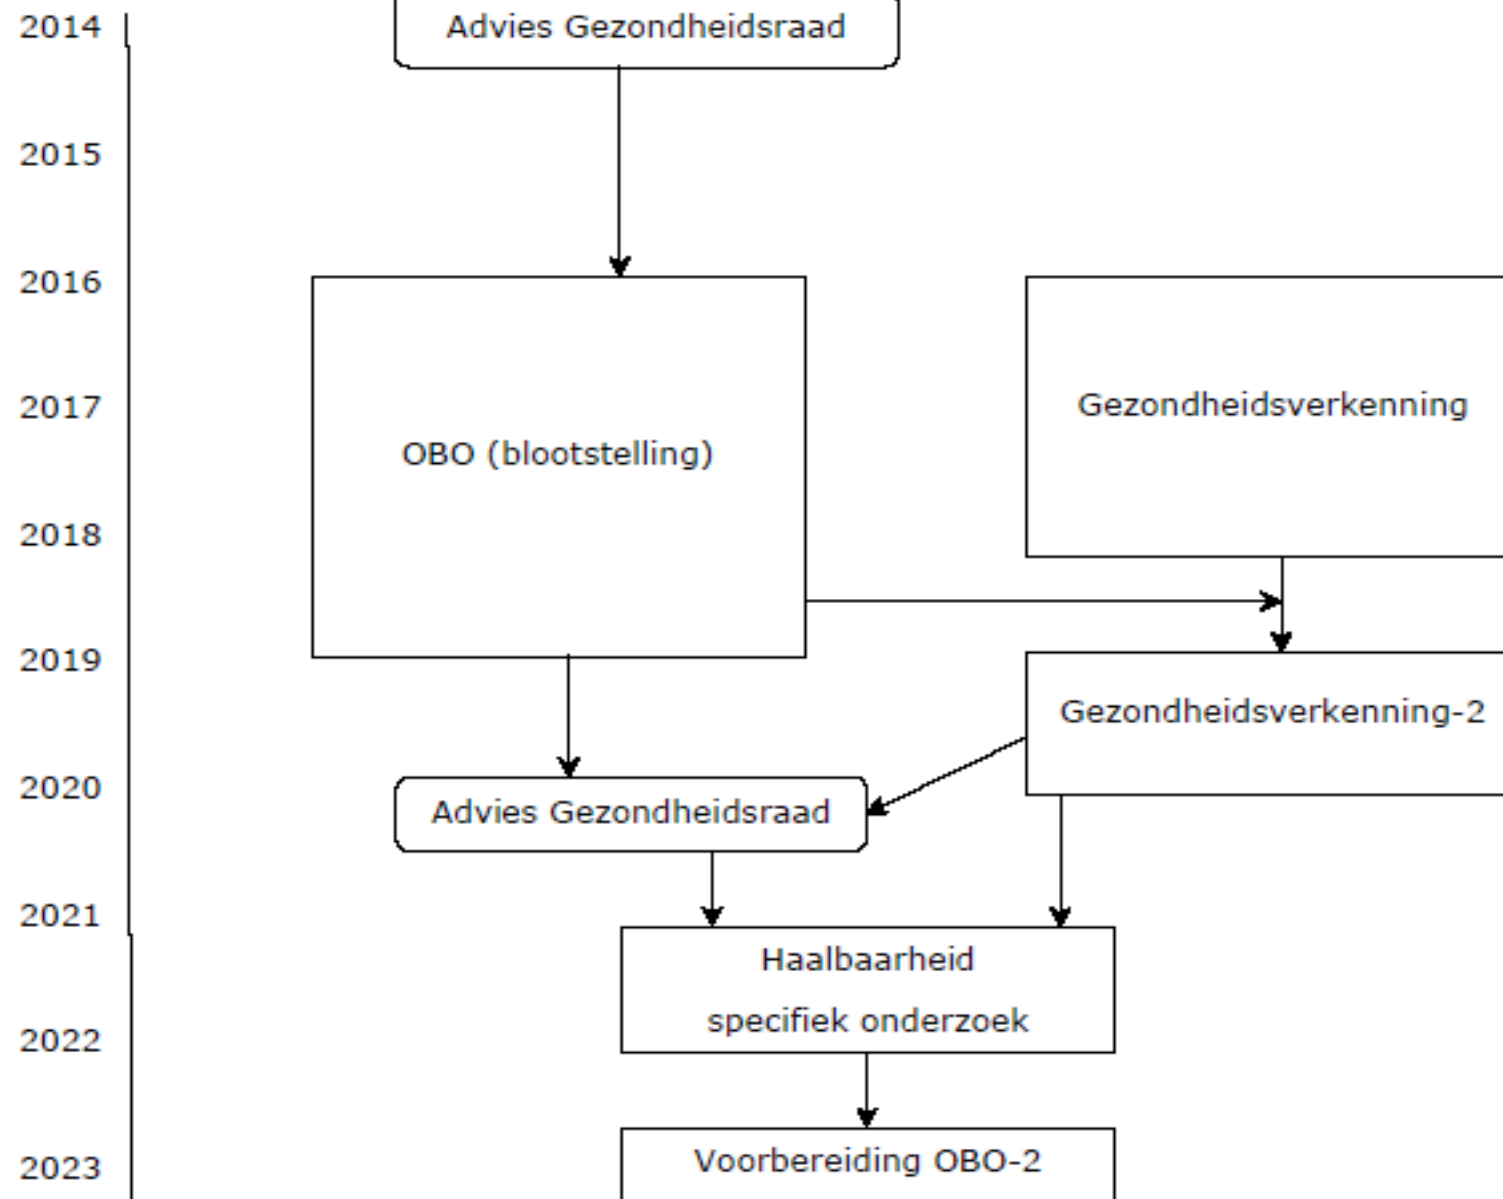 2014
Advies Gezondheidsraad
2015
2016
2017
Gezondheidsverkenning
OBO (blootstelling)
2018
2019
Gezondheidsverkenning-2
2020
Advies Gezondheidsraad
2021
Haalbaarheid
specifiek onderzoek
2022
Voorbereiding OBO-2
2023